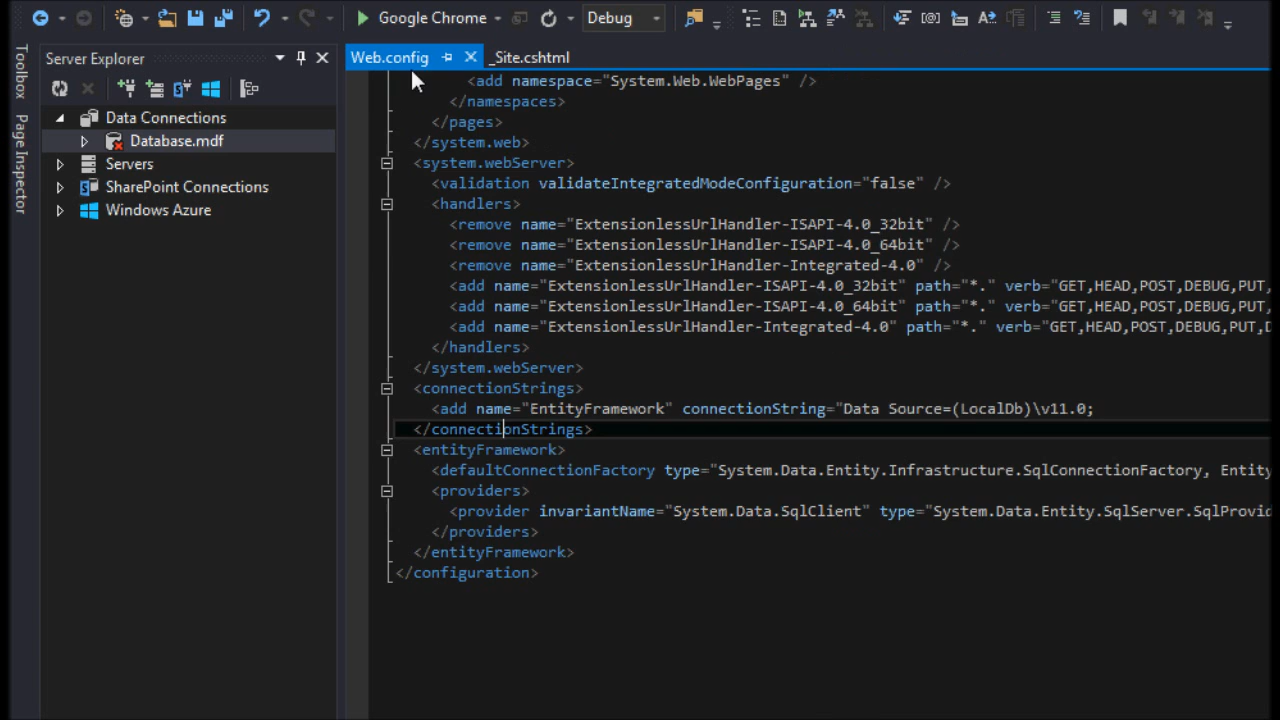 Google Chrome
Debug
Toolbox
Page Inspector
Server Explorer
Data Connections
Database.mdf
Servers
SharePoint Connections
Windows Azure
Web.config
_Site.cshtml
<add namespace="System.Web.WebPages" />
</namespaces>
</pages>
</system.web>
<system.webServer>
<validation validateIntegratedModeConfiguration="false" />
<handlers>
<remove name="ExtensionlessUrlHandler-ISAPI-4.0_32bit" />
<remove name="ExtensionlessUrlHandler-ISAPI-4.0_64bit" />
<remove name="ExtensionlessUrlHandler-Integrated-4.0" />
<add name="ExtensionlessUrlHandler-ISAPI-4.0_32bit" path="*." verb="GET,HEAD,POST,DEBUG,PUT,
<add name="ExtensionlessUrlHandler-ISAPI-4.0_64bit" path="*." verb="GET,HEAD,POST,DEBUG,PUT,
<add name="ExtensionlessUrlHandler-Integrated-4.0" path="*." verb="GET,HEAD,POST,DEBUG,PUT,D
</handlers>
</system.webServer>
<connectionStrings>
<add name="EntityFramework" connectionString="Data Source=(LocalDb)\v11.0;
</connectionStrings>
<entityFramework>
<defaultConnectionFactory type="System.Data.Entity.Infrastructure.SqlConnectionFactory, Entity
<providers>
<provider invariantName="System.Data.SqlClient" type="System.Data.Entity.SqlServer.SqlProvid
</providers>
</entityFramework>
</configuration>